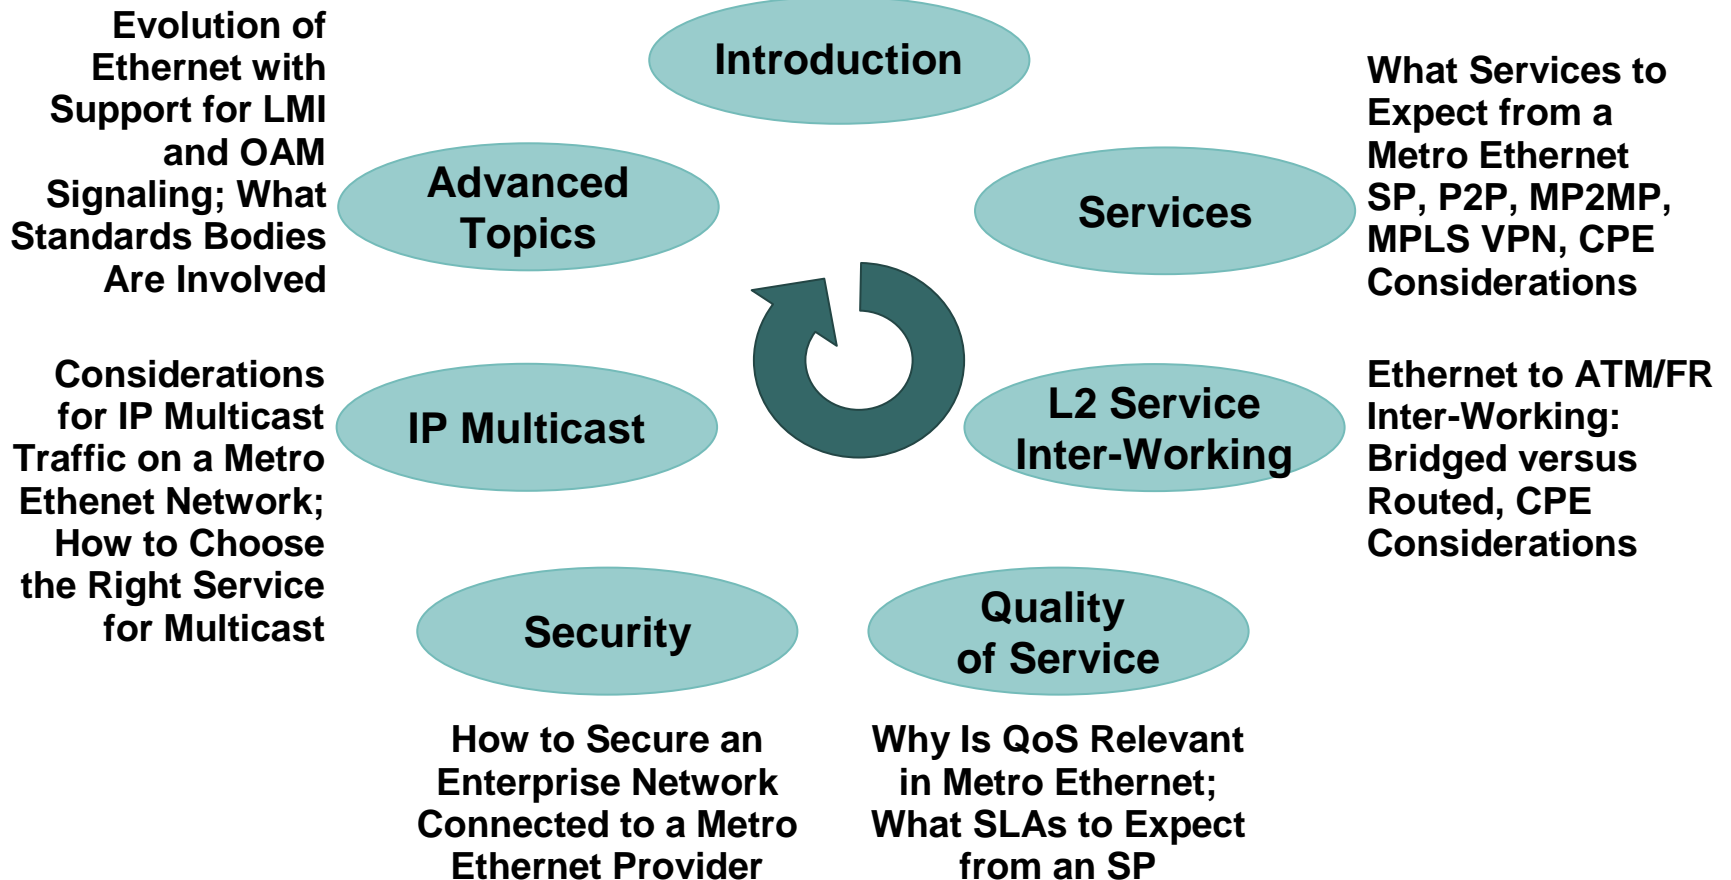 Introduction
Services
What Services to
Expect from a
Metro Ethernet
SP, P2P, MP2MP,
MPLS VPN, CPE
Considerations
L2 Service
Inter-Working
Ethernet to ATM/FR
Inter-Working:
Bridged versus
Routed, CPE
Considerations
Quality
of Service
Why Is QoS Relevant
in Metro Ethernet;
What SLAs to Expect
from an SP
Security
How to Secure an
Enterprise Network
Connected to a Metro
Ethernet Provider
IP Multicast
Considerations
for IP Multicast
Traffic on a Metro
Ethenet Network;
How to Choose
the Right Service
for Multicast
Advanced
Topics
Evolution of
Ethernet with
Support for LMI
and OAM
Signaling; What
Standards Bodies
Are Involved